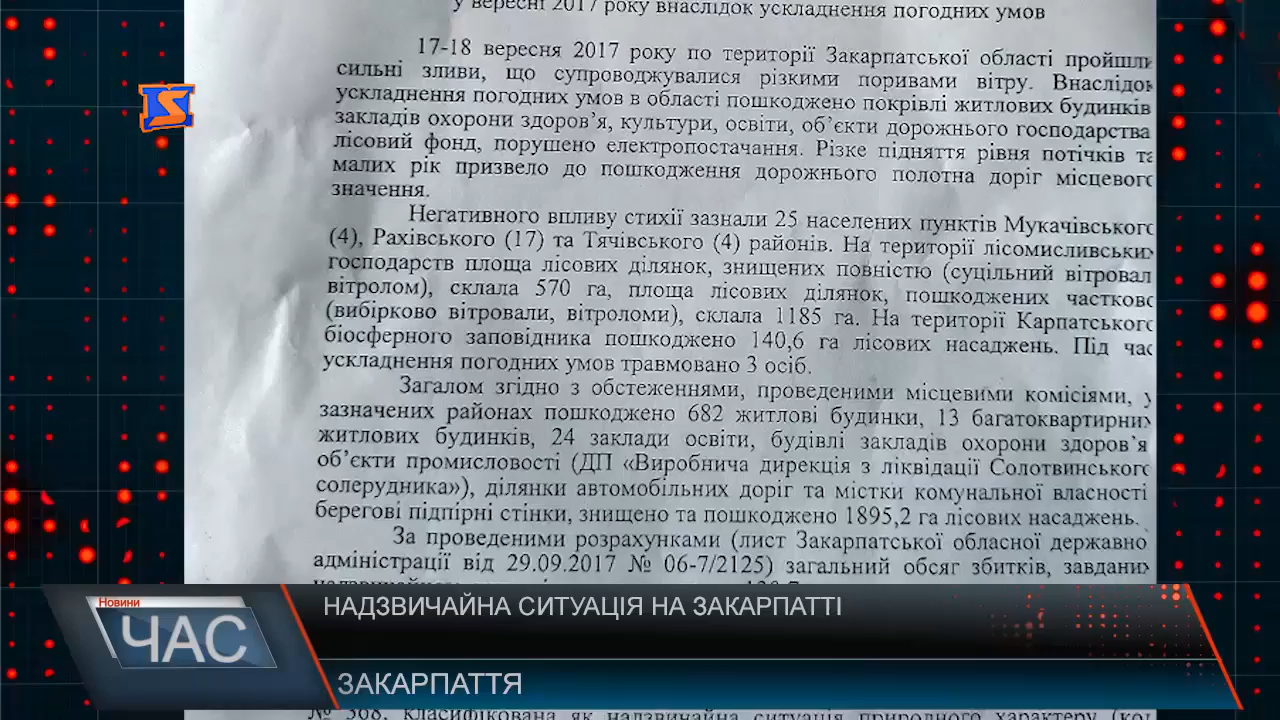 у вересні 2017 року внаслідок ускладнення погодних умов
17-18 вересня 2017 року по території Закарпатської області пройшли
сильні зливи, що супроводжувалися різкими поривами вітру. Внаслідок
ускладнення погодних умов в області пошкоджено покрівлі житлових будинків
закладів охорони здоров'я, культури, освіти, об'єкти дорожнього господарства
лісовий фонд, порушено електропостачання. Різке підняття рівня потічків та
малих рік призвело до пошкодження дорожнього полотна доріг місцевого
значення.
Негативного впливу стихії зазнали 25 населених пунктів Мукачівського
(4), Рахівського (17) та Тячівського (4) районів. На території лісомисливських
господарств площа лісових ділянок, знищених повністю (суцільний вітровал
вітролом), склала 570 га, площа лісових ділянок, пошкоджених частково
(вибірково вітровали, вітроломи), склала 1185 га. На території Карпатського
біосферного заповідника пошкоджено 140,6 га лісових насаджень. Під час
ускладнення погодних умов травмовано 3 осіб.
Загалом згідно з обстеженнями, проведеними місцевими комісіями, у
зазначених районах пошкоджено 682 житлові будинки, 13 багатоквартирних
житлових будинків, 24 заклади освіти, будівлі закладів охорони здоров'я
об'єкти промисловості (ДП «Виробнича дирекція з ліквідації Солотвинського
солерудника»), ділянки автомобільних доріг та містки комунальної власності
берегові підпірні стінки, знищено та пошкоджено 1895,2 га лісових насаджень.
За проведеними розрахунками (лист Закарпатської обласної державної
адміністрації від 29.09.2017 № 06-7/2125) загальний обсяг збитків, завданих
Новини
ЧАС
НАДЗВИЧАЙНА СИТУАЦІЯ НА ЗАКАРПАТТІ
ЗАКАРПАТТЯ
№ 368, класифікована як надзвичайна ситуація природного характеру (код